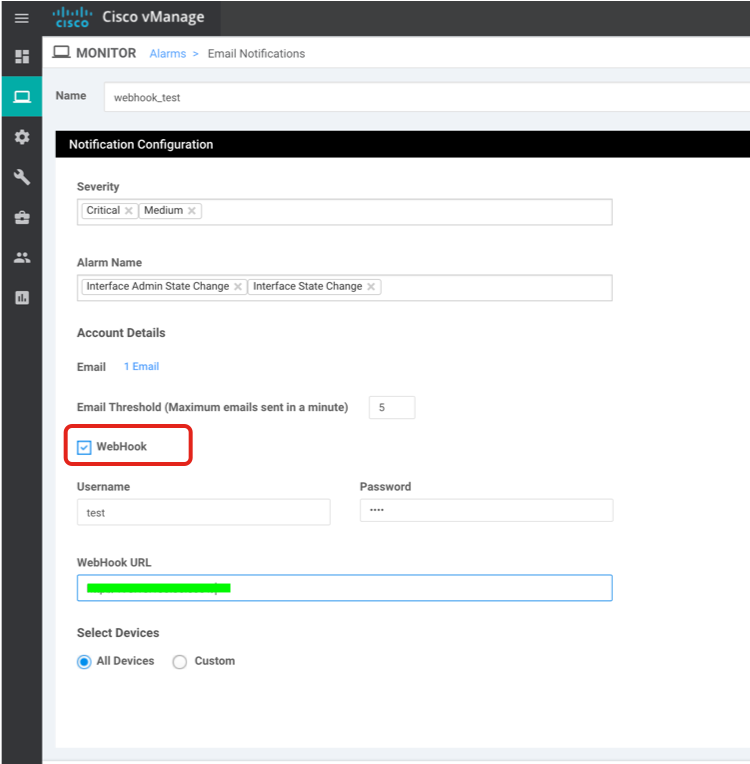 CISCO Cisco vManage
MONITOR Alarms > Email Notifications
Name webhook_test
Notification Configuration
Severity
Critical × Medium ×
Alarm Name
Interface Admin State Change × Interface State Change ×
Account Details
Email 1 Email
Email Threshold (Maximum emails sent in a minute) 5
WebHook
Username Password
test ····
WebHook URL
Select Devices
All Devices Custom